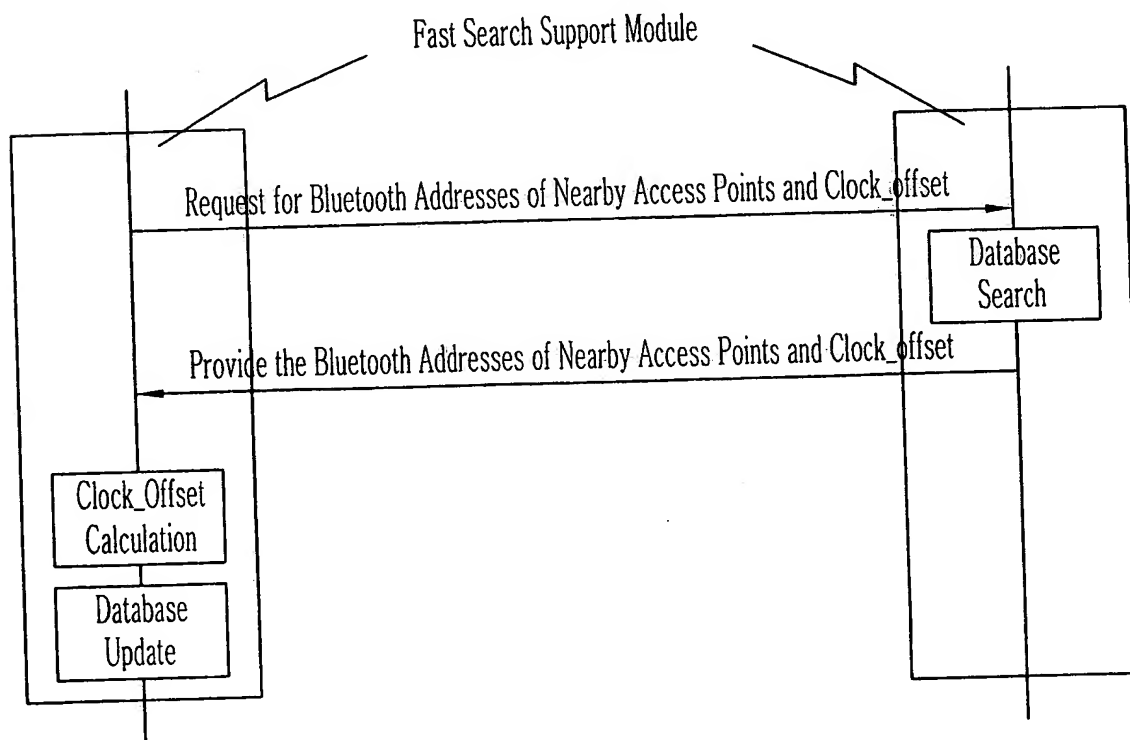 Fast Search Support Module
Request for Bluetooth Addresses of Nearby Access Points and Clock_offset
Database
Search
Provide the Bluetooth Addresses of Nearby Access Points and Clock_offset
Clock_Offset
Calculation
Database
Update